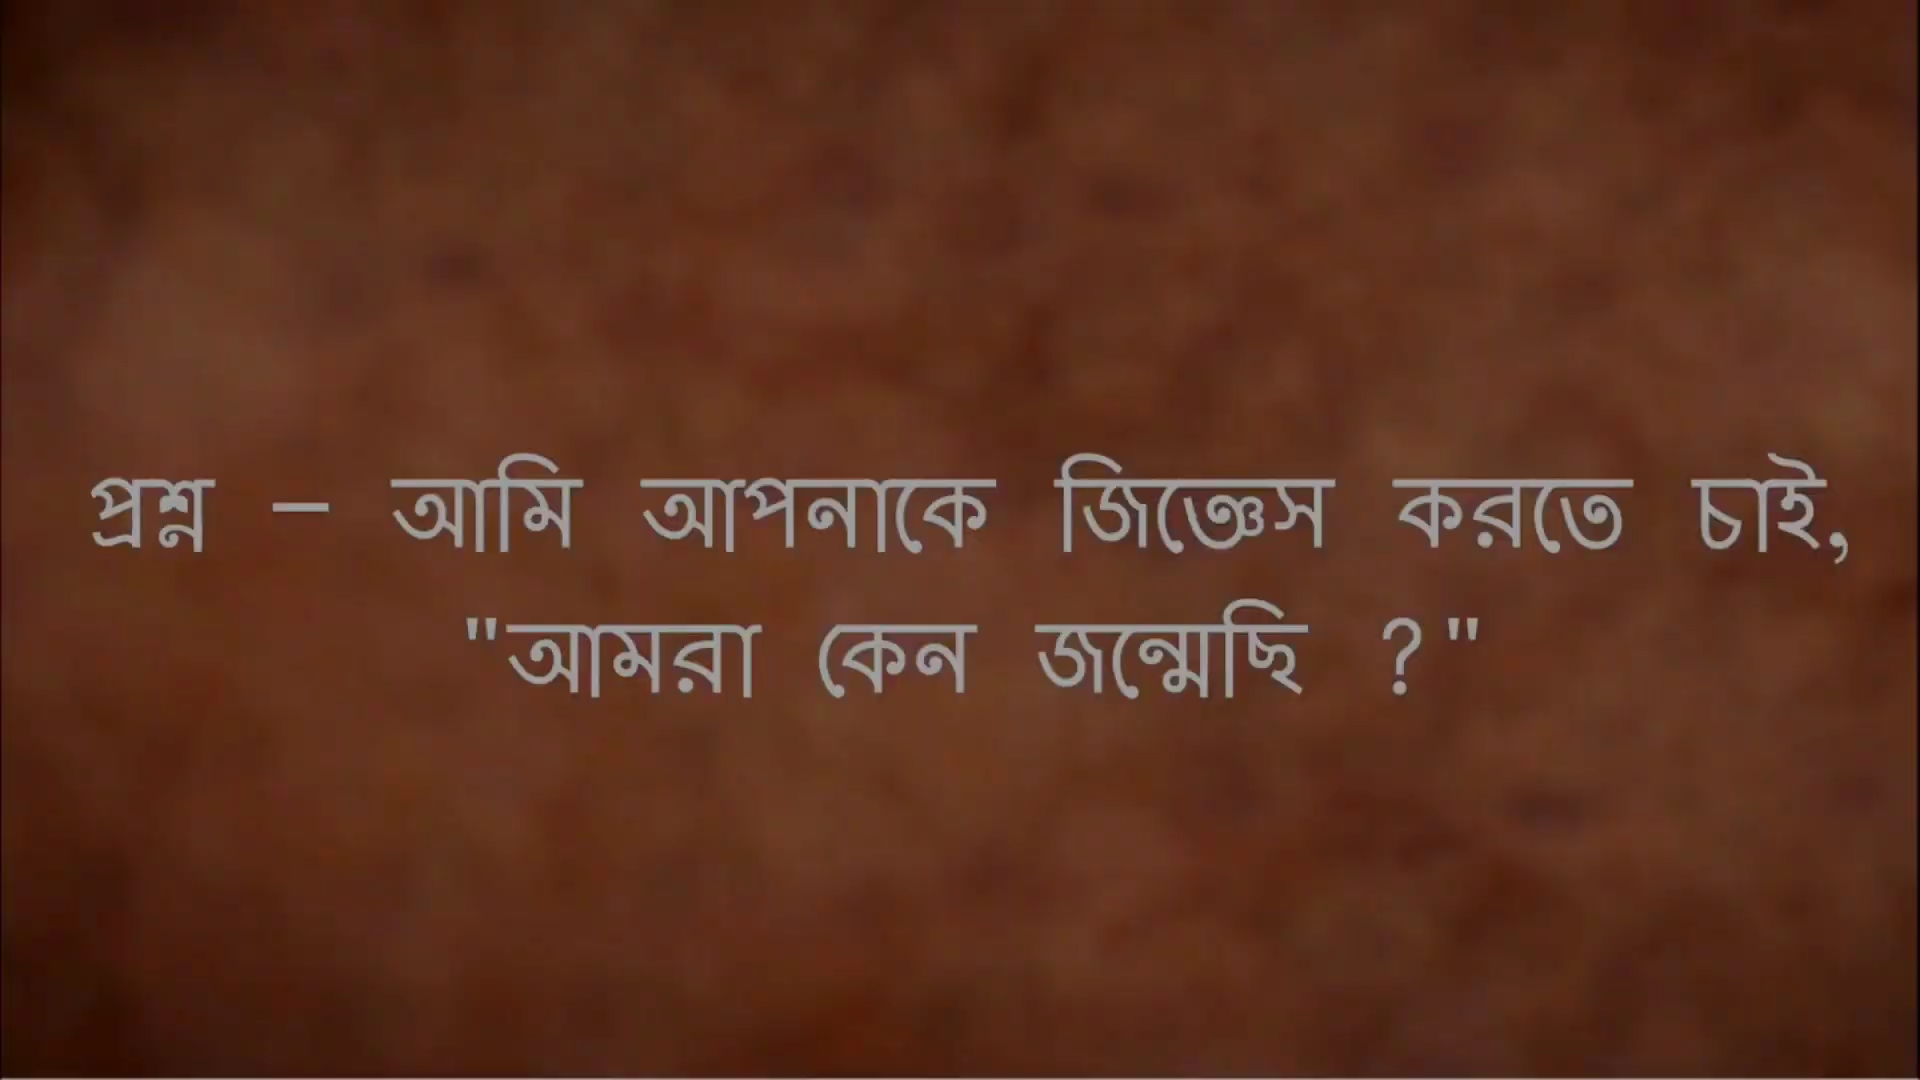 প্রশ্ন – আমি আপনাকে জিজ্ঞেস করতে চাই,
"আমরা কেন জন্মেছি ?"